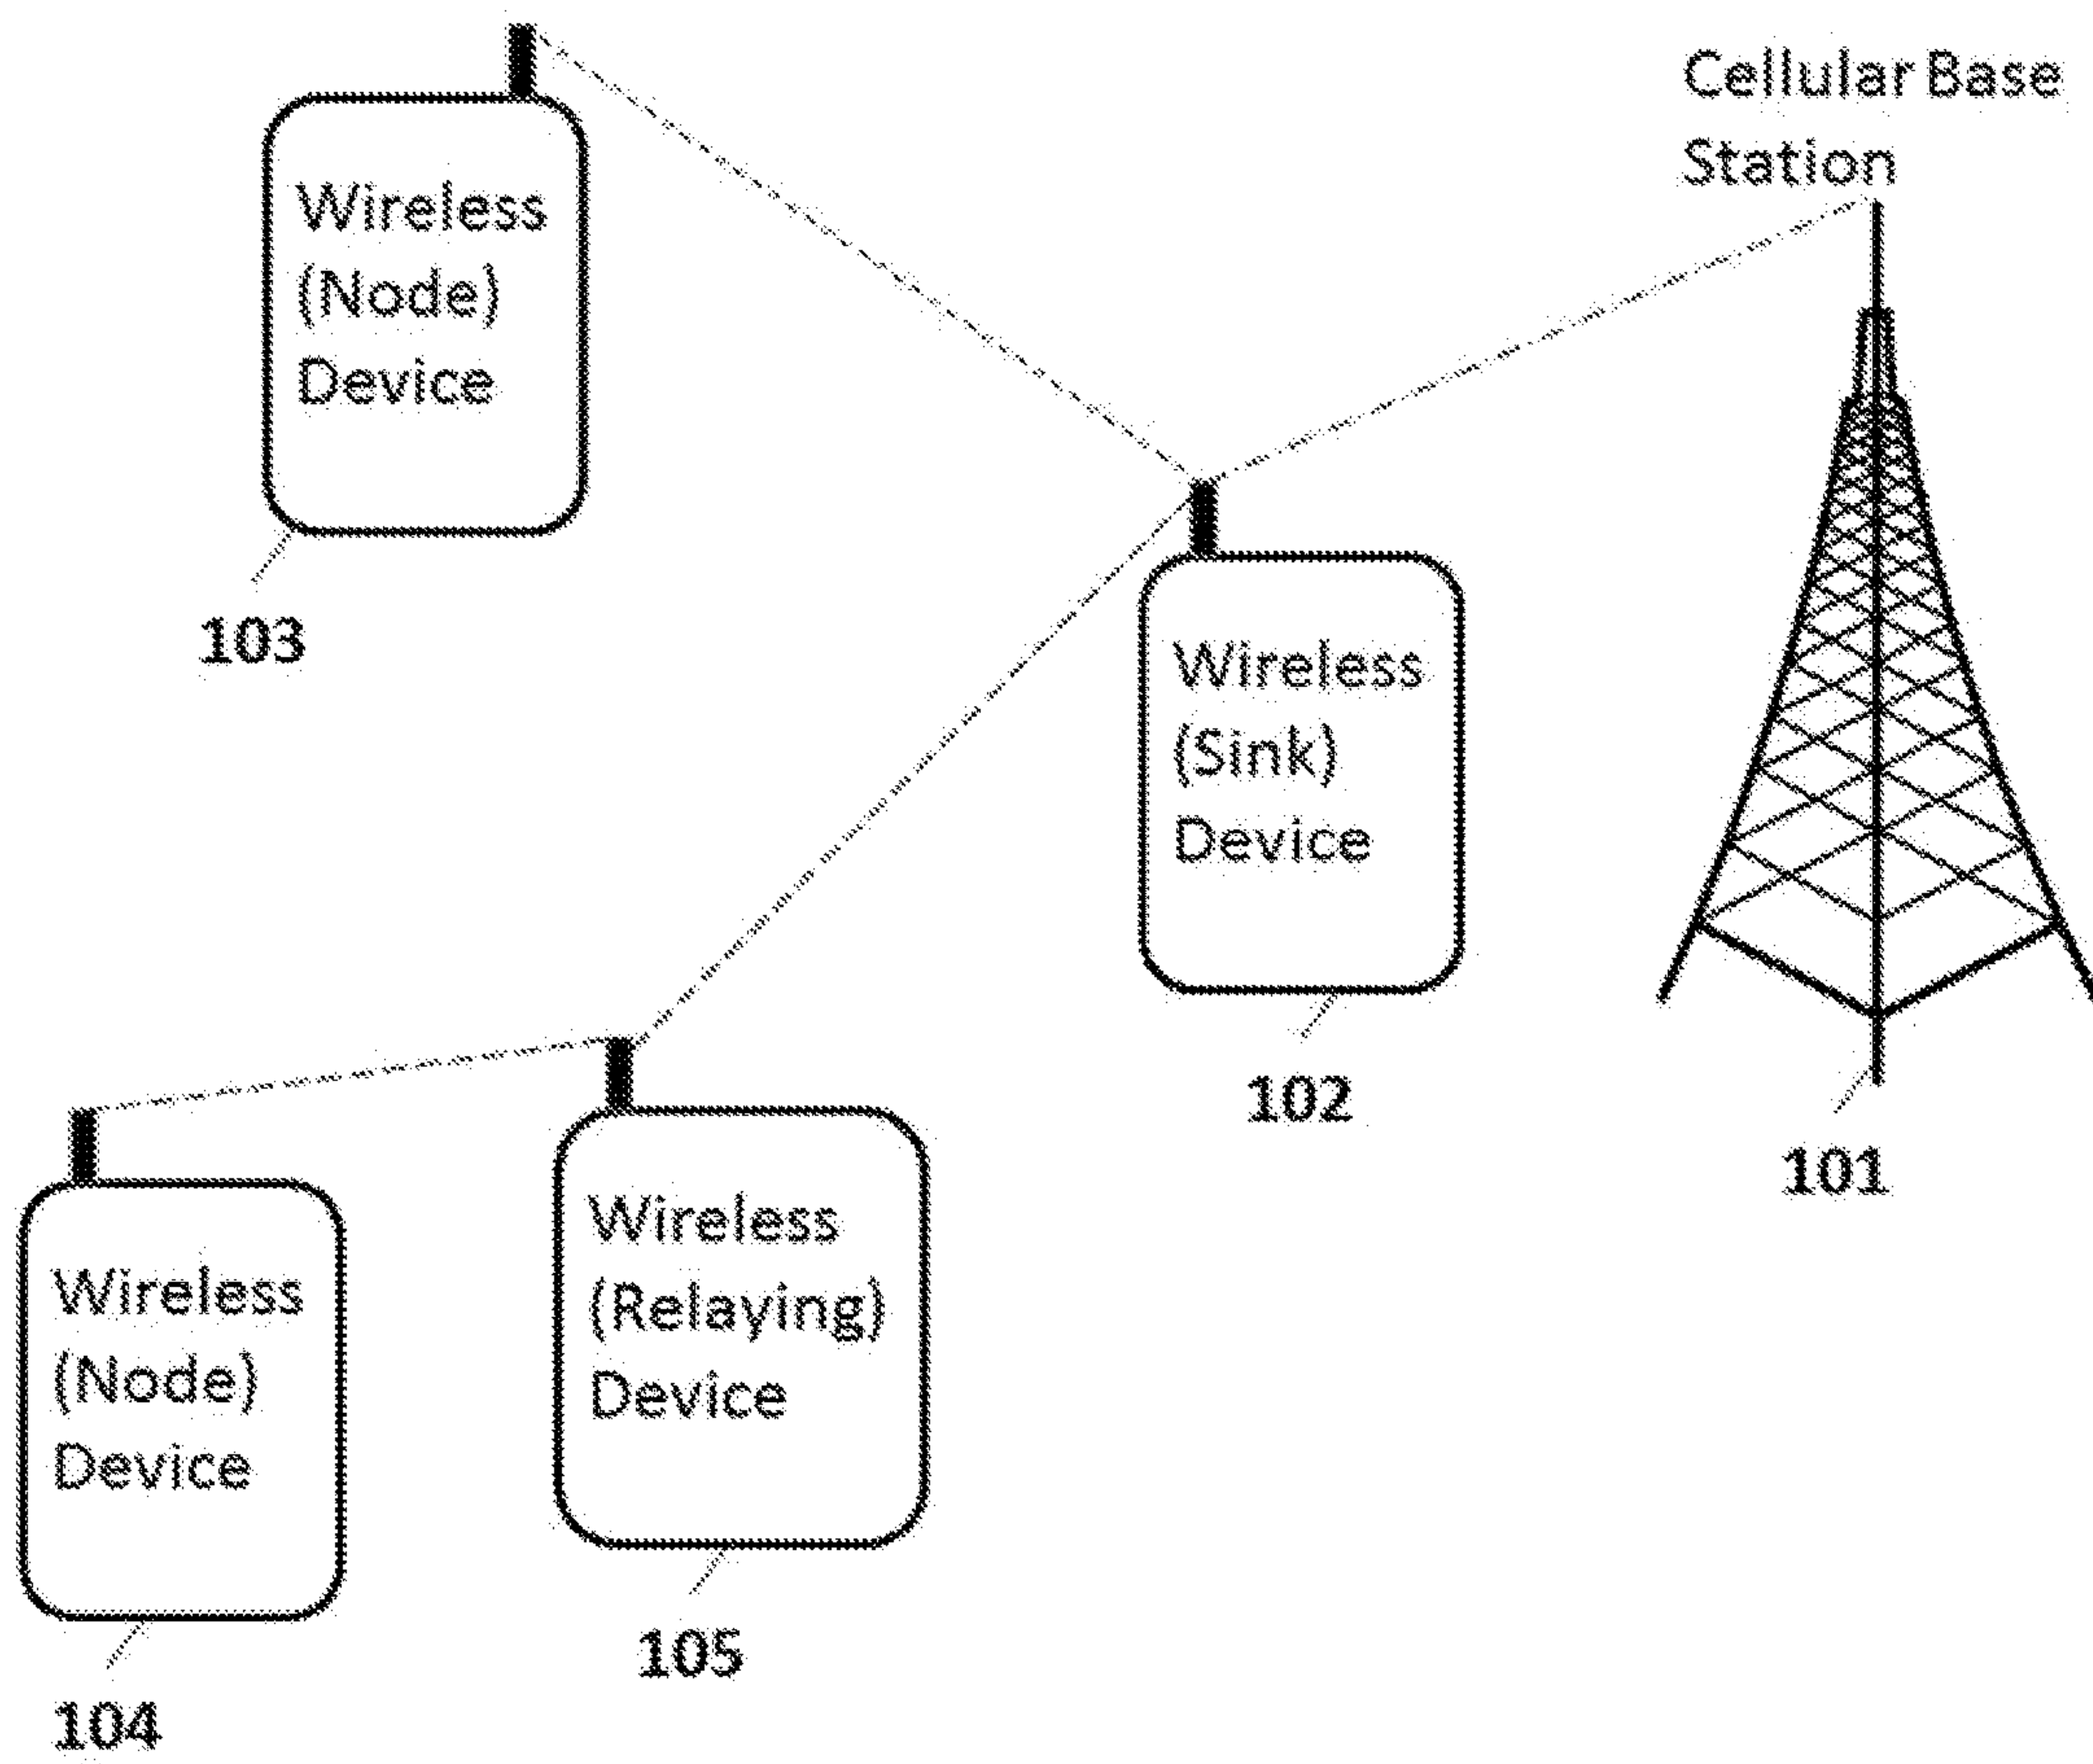 Cellular Base
Station
Wireless
(Node)
Device
103
Wireless
(Sink)
Device
102
101
Wireless
(Relaying)
Device
105
Wireless
(Node)
Device
104